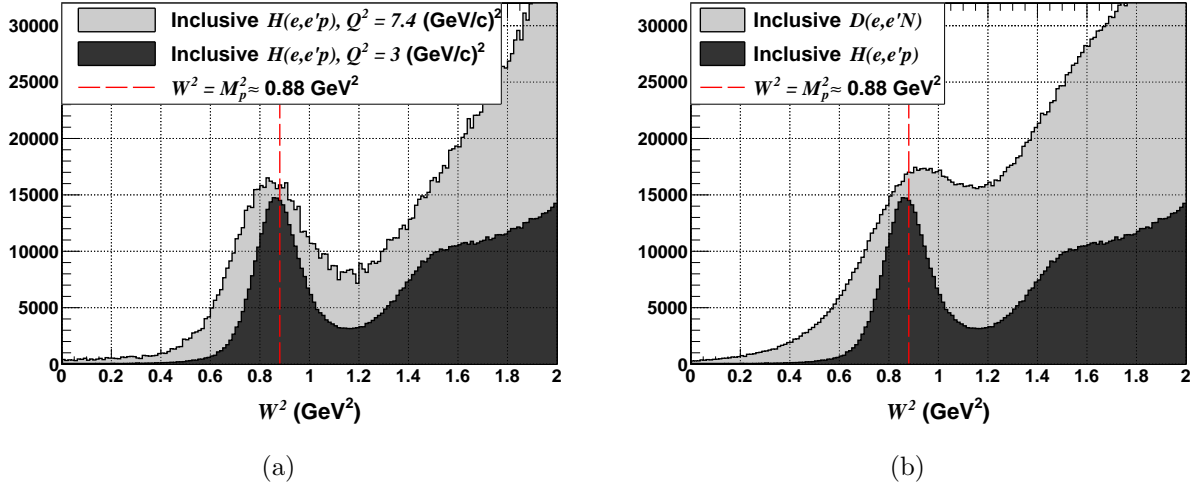 Inclusive H(e,e'p), Q² = 7.4 (GeV/c)²
Inclusive H(e,e'p), Q² = 3 (GeV/c)²
W² = M²ₚ ≈ 0.88 GeV²
30000
25000
20000
15000
10000
5000
0
0 0.2 0.4 0.6 0.8 1 1.2 1.4 1.6 1.8 2
W² (GeV²)
(a)
Inclusive D(e,e'N)
Inclusive H(e,e'p)
W² = M²ₚ ≈ 0.88 GeV²
30000
25000
20000
15000
10000
5000
0
0 0.2 0.4 0.6 0.8 1 1.2 1.4 1.6 1.8 2
W² (GeV²)
(b)